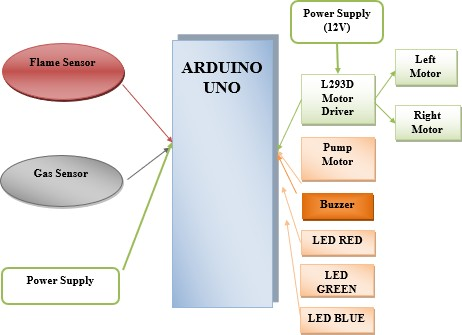 Power Supply
(12V)
Flame Sensor
ARDUINO
UNO
Left
Motor
L293D
Motor
Driver
Right
Motor
Pump
Motor
Gas Sensor
Buzzer
LED RED
Power Supply
LED
GREEN
LED BLUE